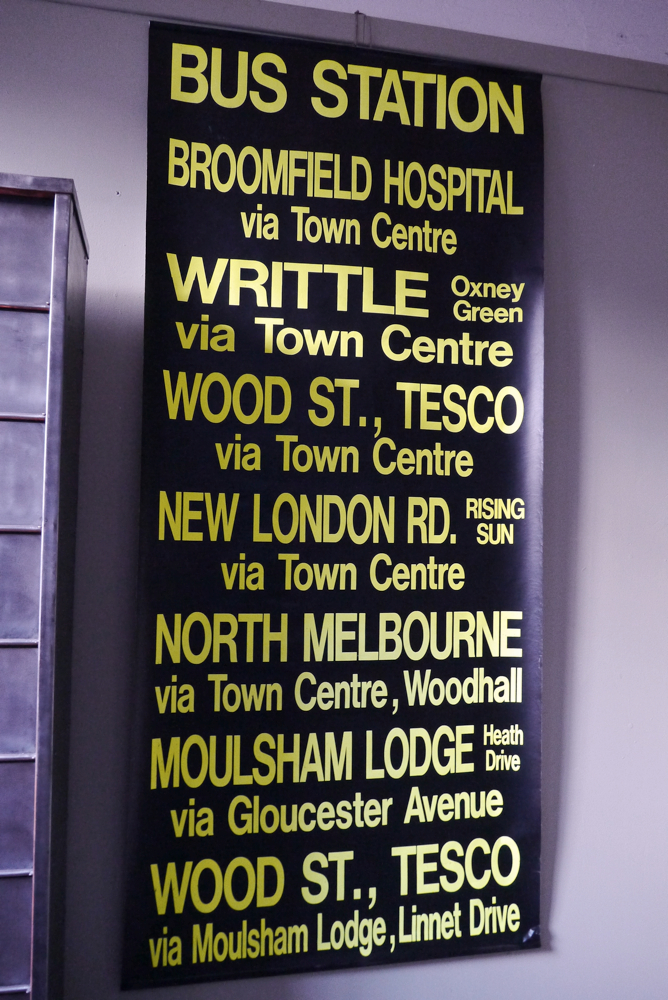 BUS STATION
BROOMFIELD HOSPITAL
via Town Centre
WRITTLE Oxney Green
via Town Centre
WOOD ST., TESCO
via Town Centre
NEW LONDON RD. RISING SUN
via Town Centre
NORTH MELBOURNE
via Town Centre, Woodhall
MOULSHAM LODGE Heath Drive
via Gloucester Avenue
WOOD ST., TESCO
via Moulsham Lodge, Linnet Drive